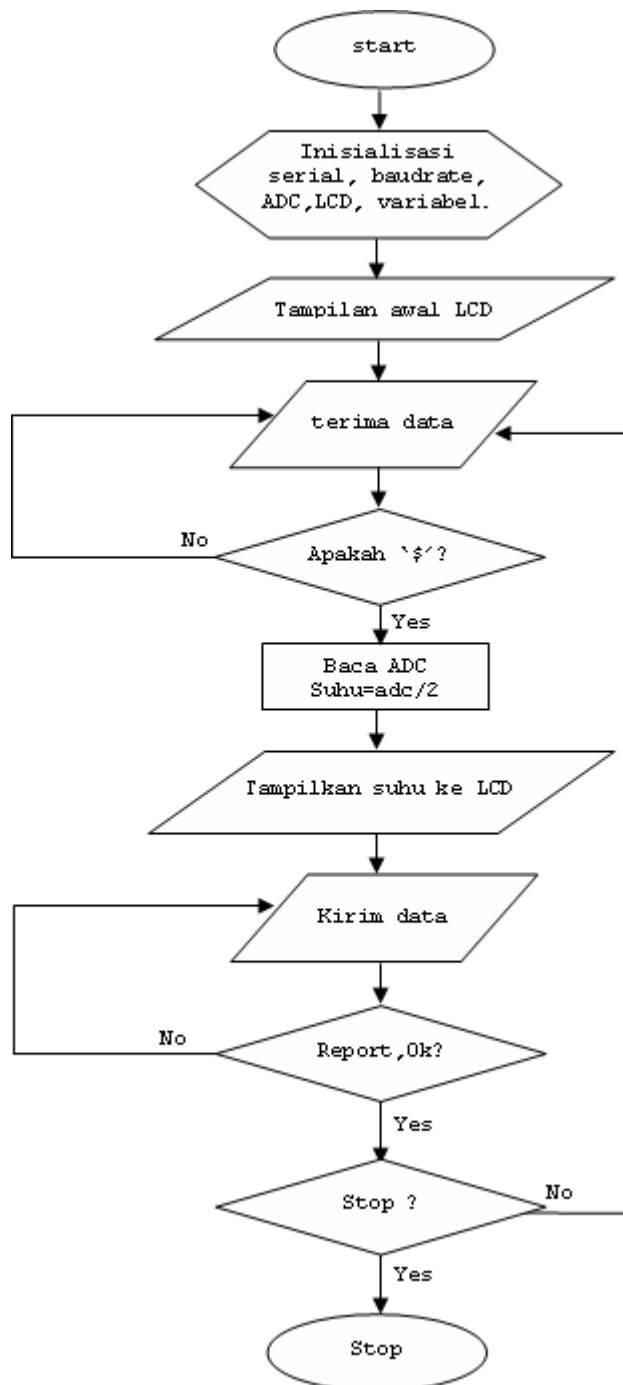 start
Inisialisasi
serial, baudrate,
ADC,LCD, variabel.
Tampilan awal LCD
terima data
No
Apakah `$´?
Yes
Baca ADC
Suhu=adc/2
Tampilkan suhu ke LCD
Kirim data
No
Report,Ok?
Yes
Stop ?
No
Yes
Stop